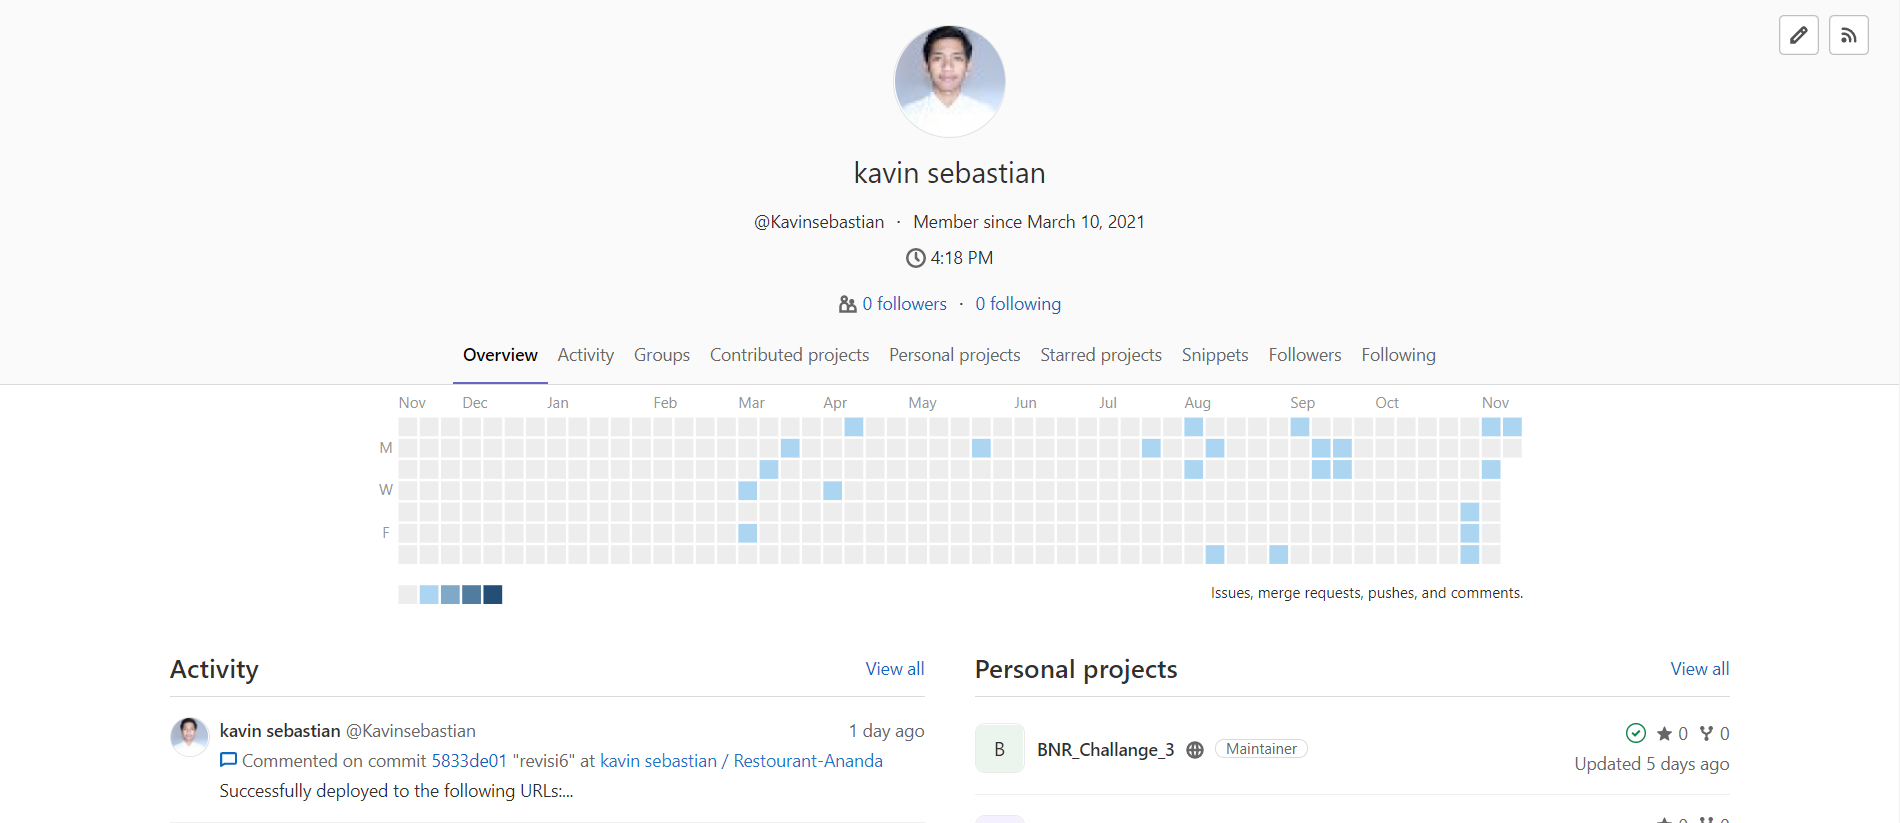 kavin sebastian
@Kavinsebastian · Member since March 10, 2021
4:18 PM
0 followers · 0 following
Overview Activity Groups Contributed projects Personal projects Starred projects Snippets Followers Following
Nov Dec Jan Feb Mar Apr May Jun Jul Aug Sep Oct Nov
M
W
F
Issues, merge requests, pushes, and comments.
Activity View all
kavin sebastian @Kavinsebastian 1 day ago
Commented on commit 5833de01 "revisi6" at kavin sebastian / Restourant-Ananda
Successfully deployed to the following URLs:...
Personal projects View all
B BNR_Challange_3 Maintainer 0 0
Updated 5 days ago
0 0